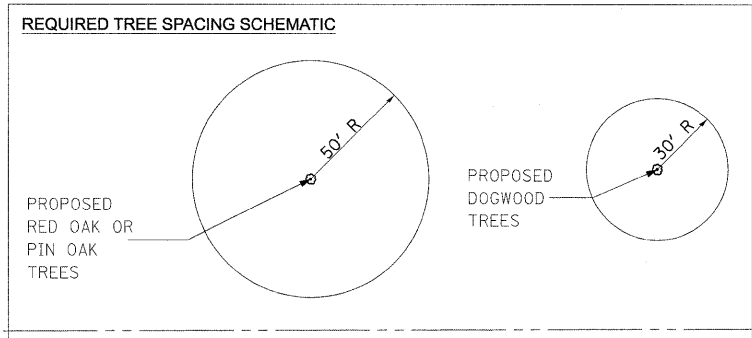 REQUIRED TREE SPACING SCHEMATIC
50' R
PROPOSED
RED OAK OR
PIN OAK
TREES
30' R
PROPOSED
DOGWOOD
TREES